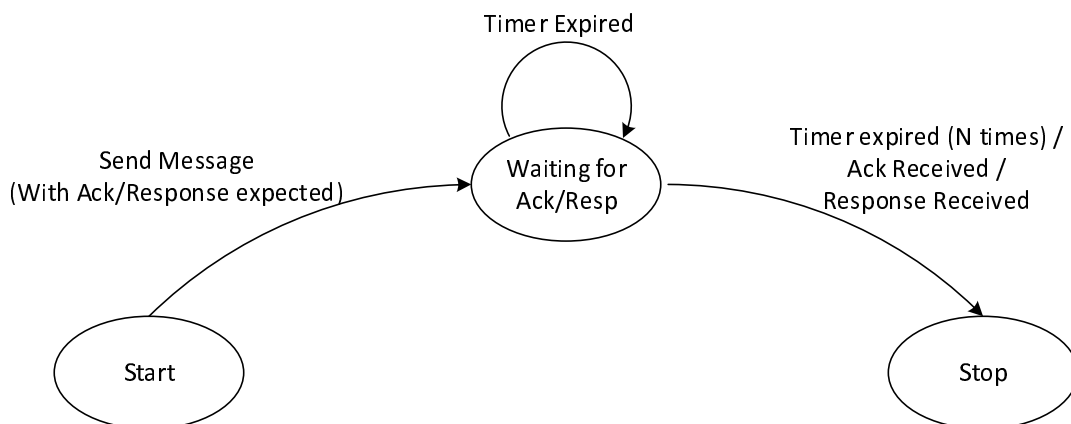 Timer Expired
Send Message
(With Ack/Response expected)
Waiting for
Ack/Resp
Timer expired (N times) /
Ack Received /
Response Received
Start
Stop